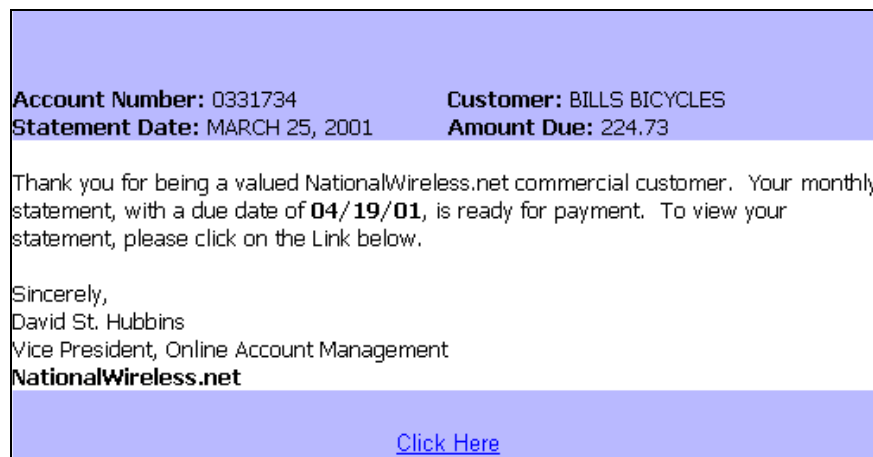 Account Number: 0331734 Customer: BILLS BICYCLES
Statement Date: MARCH 25, 2001 Amount Due: 224.73
Thank you for being a valued NationalWireless.net commercial customer. Your monthly
statement, with a due date of 04/19/01, is ready for payment. To view your
statement, please click on the Link below.
Sincerely,
David St. Hubbins
Vice President, Online Account Management
NationalWireless.net
Click Here